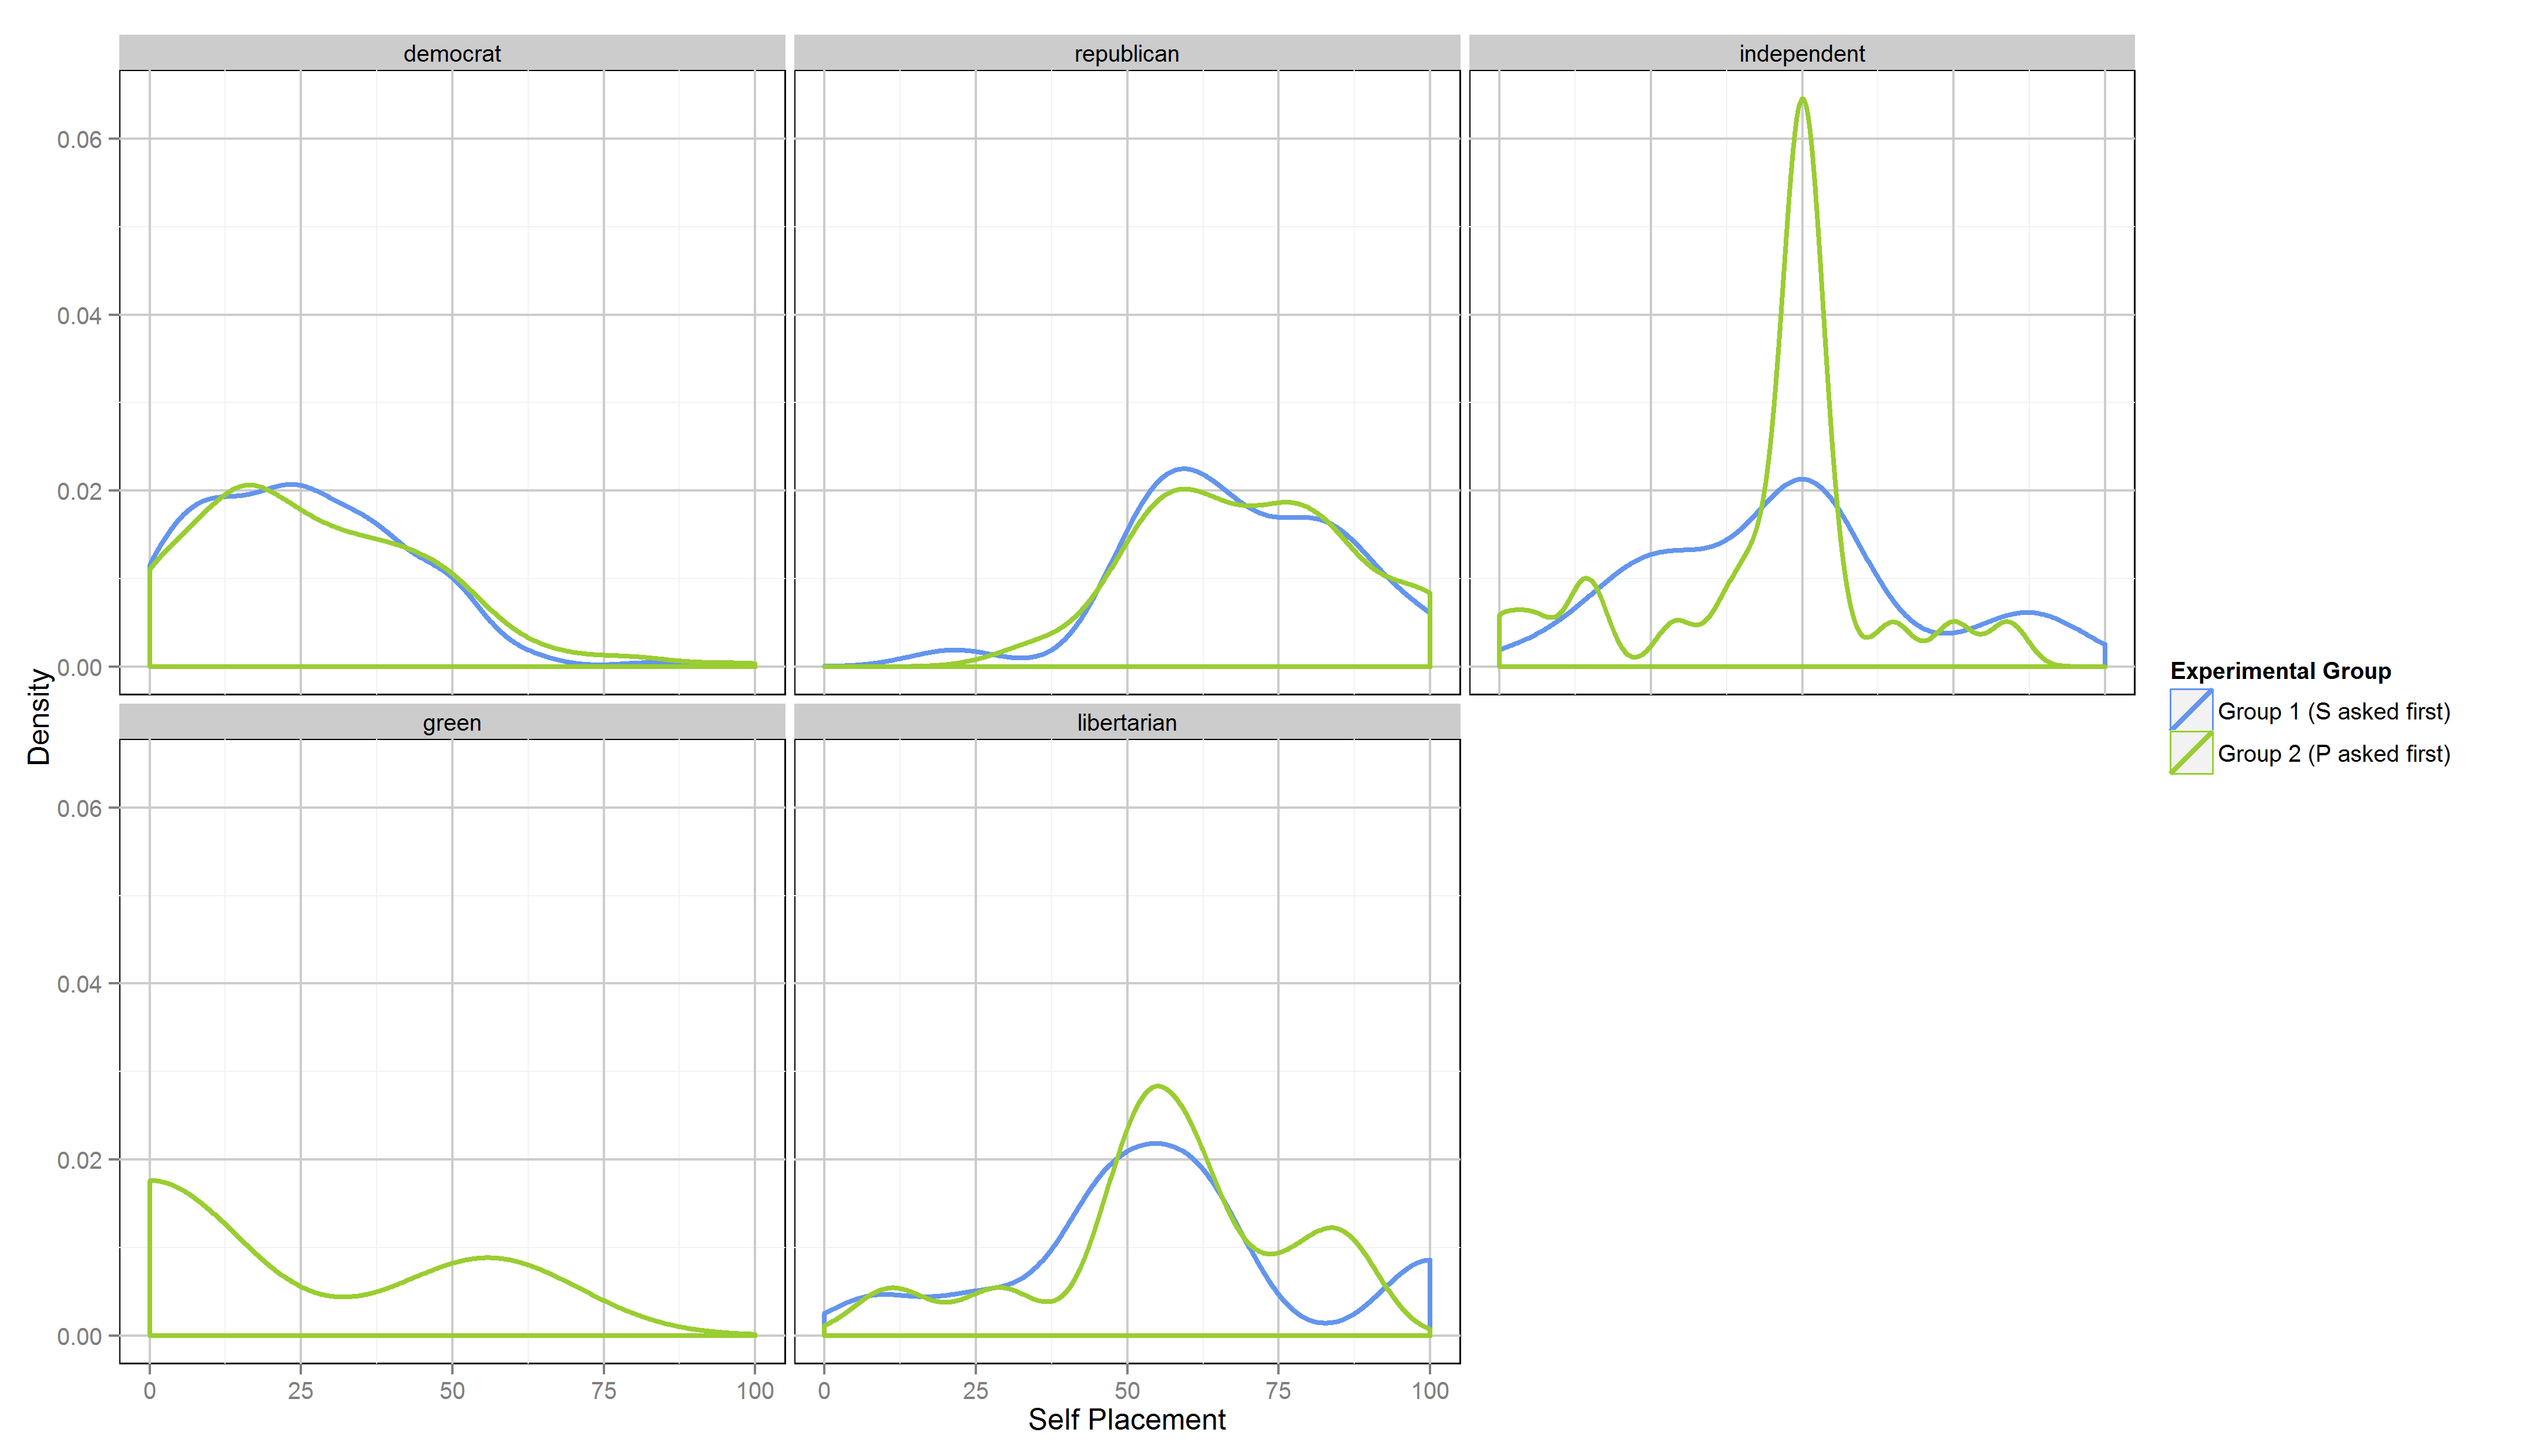 democrat
republican
independent
0.06
0.04
0.02
0.00
Density
Experimental Group
Group 1 (S asked first)
Group 2 (P asked first)
green
libertarian
0.06
0.04
0.02
0.00
0 25 50 75 100
0 25 50 75 100
Self Placement